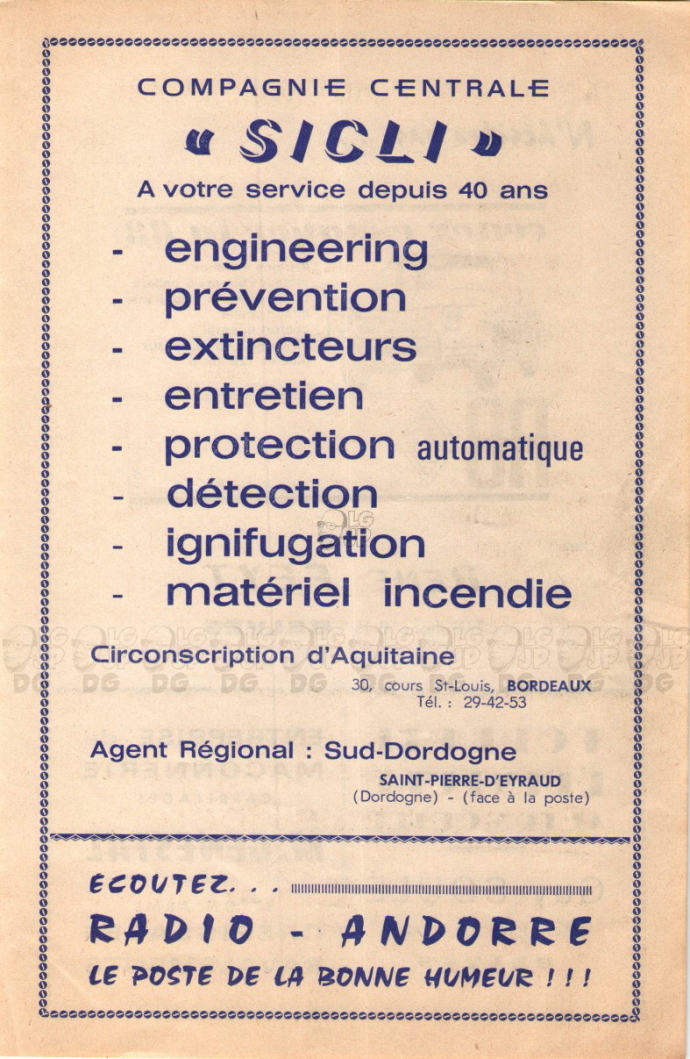 COMPAGNIE CENTRALE
« SICLI »
A votre service depuis 40 ans
- engineering
- prévention
- extincteurs
- entretien
- protection automatique
- détection
- ignifugation
- matériel incendie
Circonscription d'Aquitaine
30, cours St-Louis, BORDEAUX
Tél. : 29-42-53
Agent Régional : Sud-Dordogne
SAINT-PIERRE-D'EYRAUD
(Dordogne) - (face à la poste)
ECOUTEZ...
RADIO - ANDORRE
LE POSTE DE LA BONNE HUMEUR ! ! !